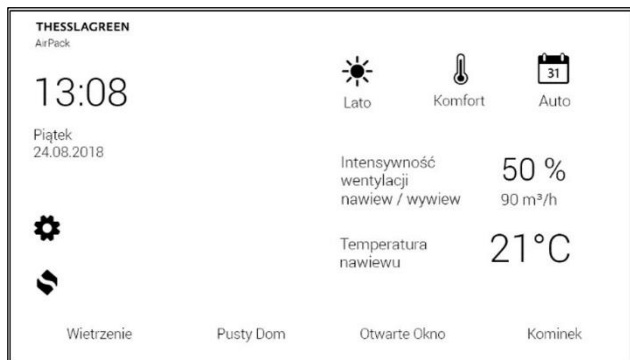 THESSLAGREEN
AirPack
13:08
Piątek
24.08.2018
31
Lato
Komfort
Auto
Intensywność
wentylacji
nawiew / wywiew
50 %
90 m³/h
Temperatura
nawiewu
21°C
Wietrzenie
Pusty Dom
Otwarte Okno
Kominek